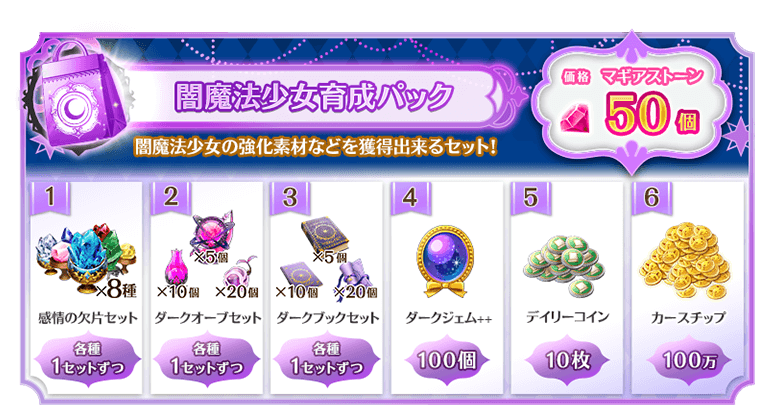 闇魔法少女育成パック
価格 マギアストーン
50個
闇魔法少女の強化素材などを獲得出来るセット!
1
×8種
感情の欠片セット
各種
1セットずつ
2
×5個
×10個 ×20個
ダークオーブセット
各種
1セットずつ
3
×5個
×10個 ×20個
ダークブックセット
各種
1セットずつ
4
ダークジェム++
100個
5
デイリーコイン
10枚
6
カースチップ
100万